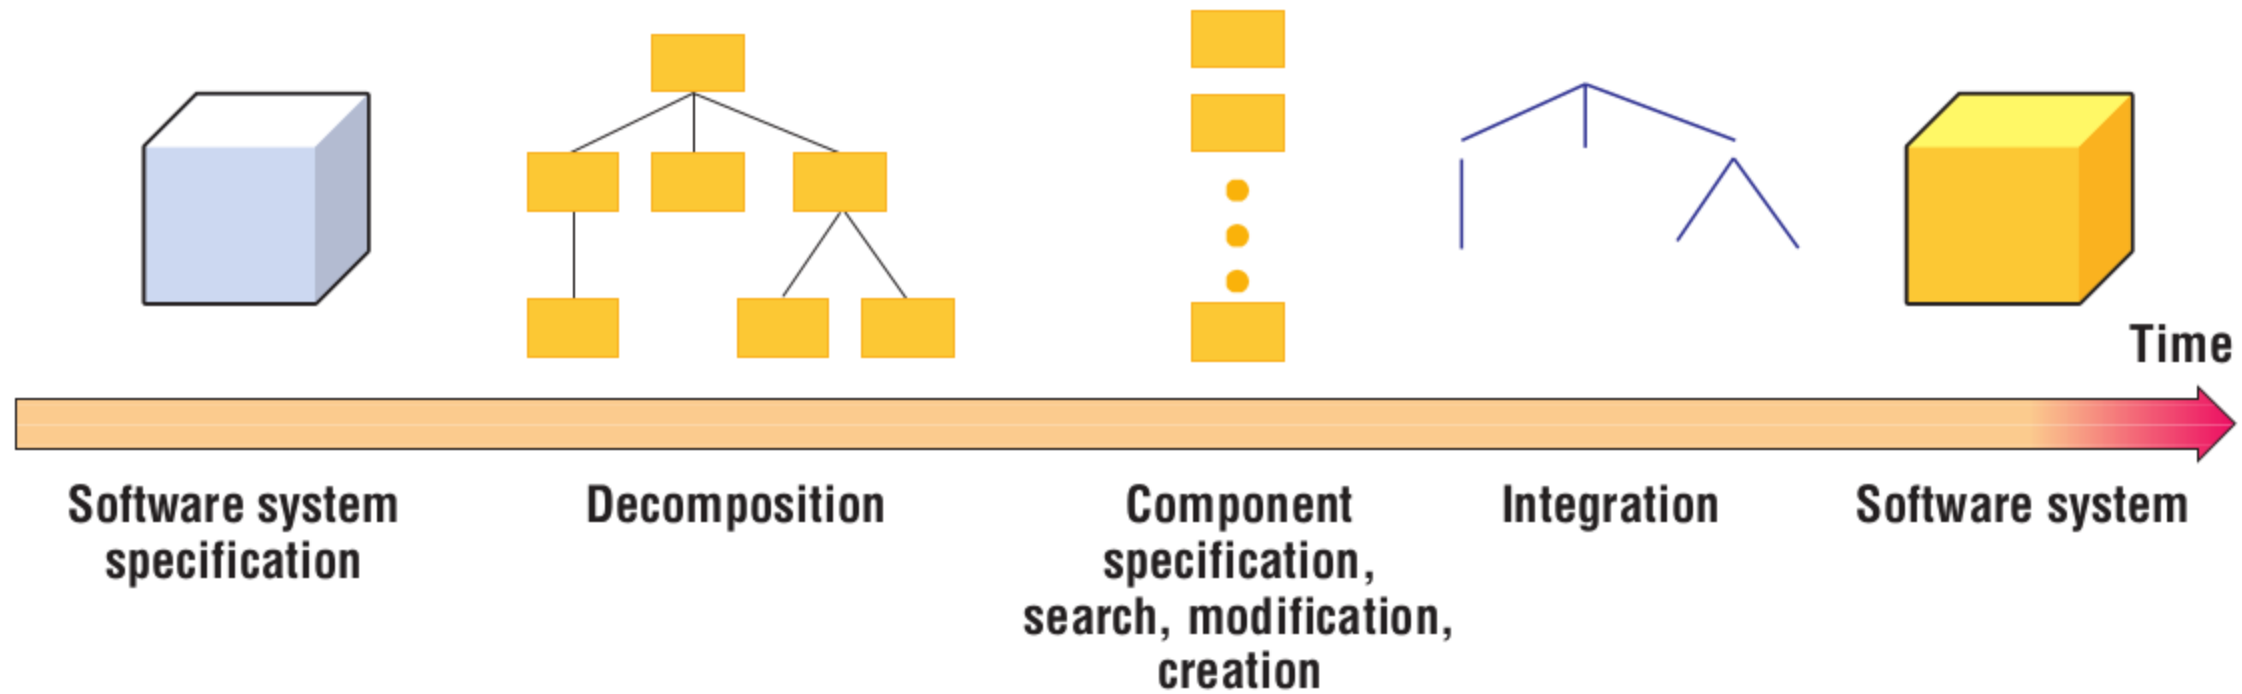 Time
Software system
specification
Decomposition
Component
specification,
search, modification,
creation
Integration
Software system